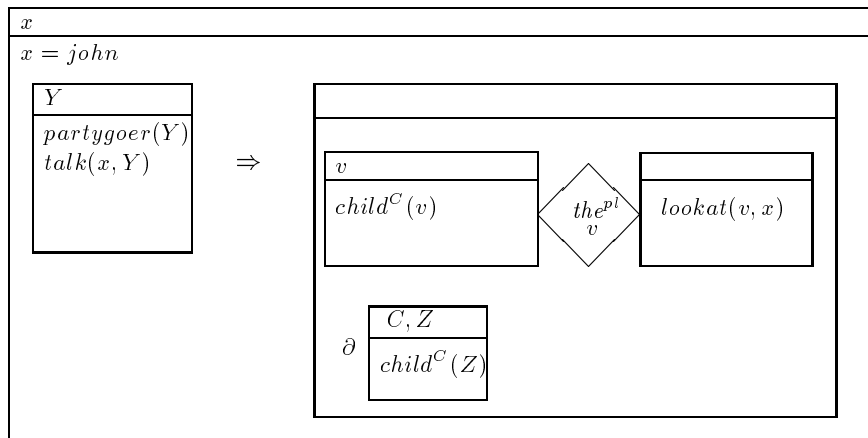 x
x = john
Y
partygoer(Y)
talk(x, Y)
⇒
v
child^C(v)
the^pl
v
lookat(v, x)
∂
C, Z
child^C(Z)